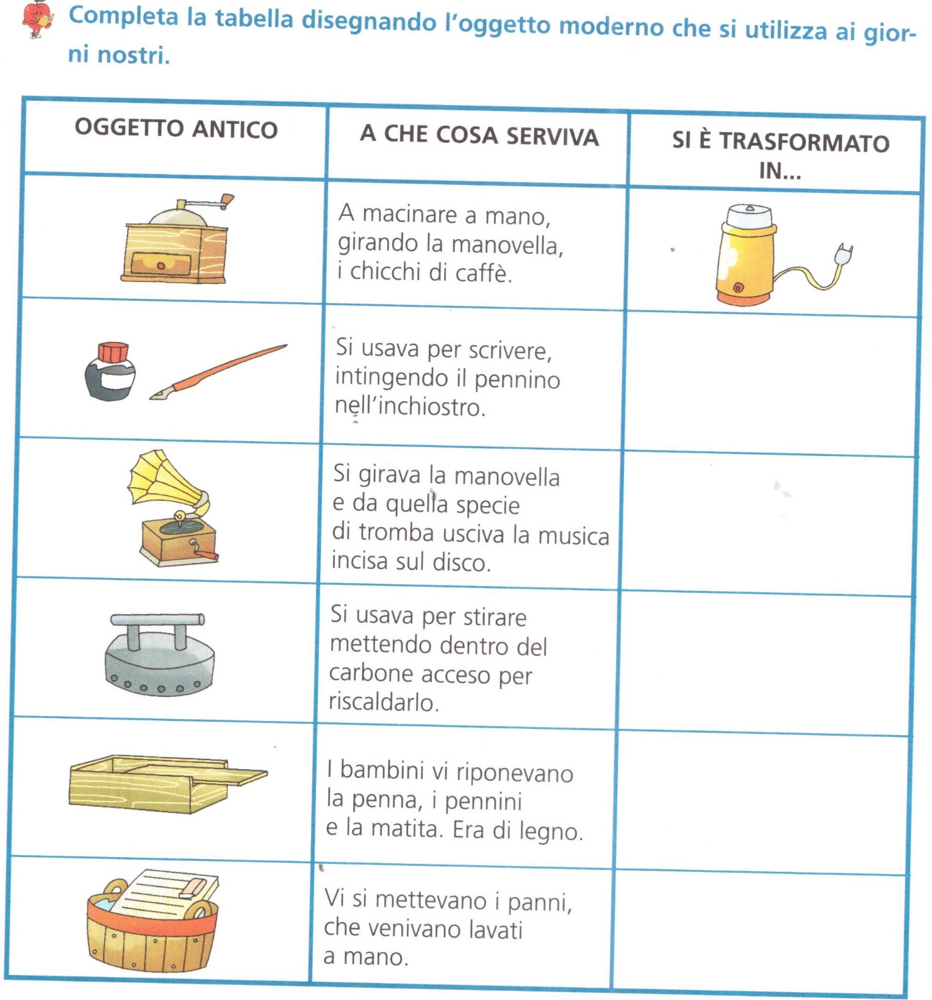 Completa la tabella disegnando l'oggetto moderno che si utilizza ai gior-
ni nostri.
OGGETTO ANTICO
A CHE COSA SERVIVA
SI È TRASFORMATO
IN...
A macinare a mano,
girando la manovella,
i chicchi di caffè.
Si usava per scrivere,
intingendo il pennino
nell'inchiostro.
Si girava la manovella
e da quella specie
di tromba usciva la musica
incisa sul disco.
Si usava per stirare
mettendo dentro del
carbone acceso per
riscaldarlo.
I bambini vi riponevano
la penna, i pennini
e la matita. Era di legno.
Vi si mettevano i panni,
che venivano lavati
a mano.